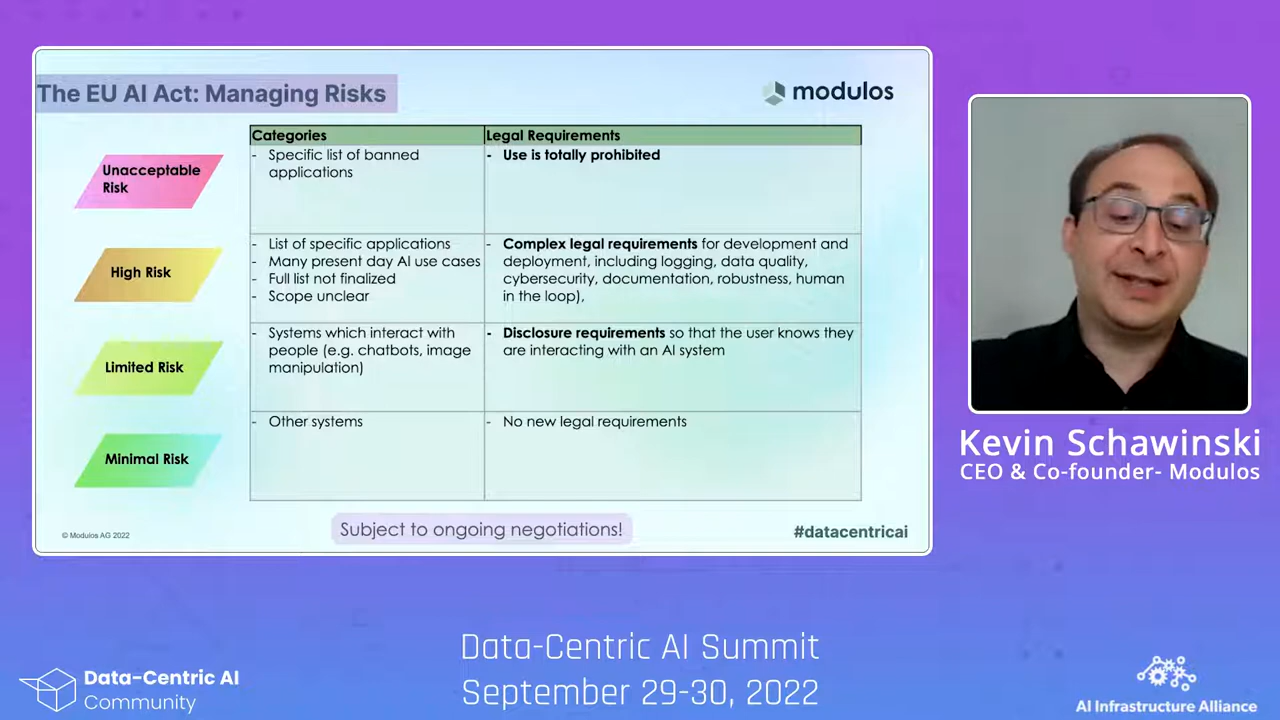 The EU AI Act: Managing Risks
modulos
Categories
Legal Requirements
Unacceptable
Risk
- Specific list of banned
applications
- Use is totally prohibited
High Risk
- List of specific applications
- Many present day AI use cases
- Full list not finalized
- Scope unclear
- Complex legal requirements for development and
deployment, including logging, data quality,
cybersecurity, documentation, robustness, human
in the loop),
Limited Risk
- Systems which interact with
people (e.g. chatbots, image
manipulation)
- Disclosure requirements so that the user knows they
are interacting with an AI system
Minimal Risk
- Other systems
- No new legal requirements
© Modulos AG 2022
Subject to ongoing negotiations!
#datacentricai
Kevin Schawinski
CEO & Co-founder- Modulos
Data-Centric AI Summit
September 29-30, 2022
Data-Centric AI
Community
AI Infrastructure Alliance